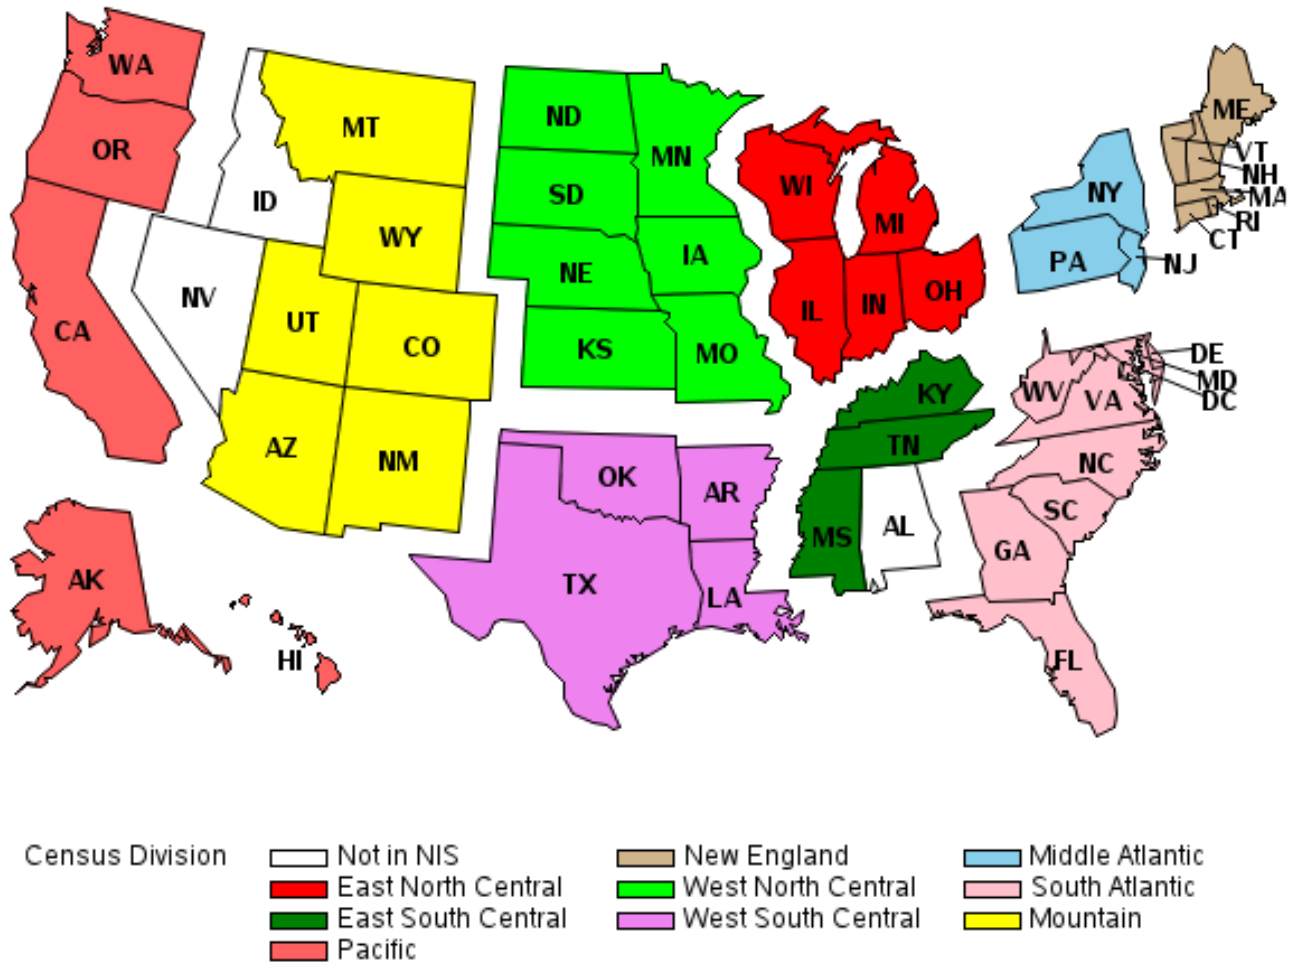 WA
OR
CA
AK
HI
MT
ID
WY
NV
UT
CO
AZ
NM
ND
SD
NE
KS
MN
IA
MO
OK
AR
TX
LA
WI
MI
IL
IN
OH
KY
TN
MS
AL
NY
PA
NJ
ME
VT
NH
MA
RI
CT
DE
MD
DC
WV
VA
NC
SC
GA
FL
Census Division
Not in NIS
New England
Middle Atlantic
East North Central
West North Central
South Atlantic
East South Central
West South Central
Mountain
Pacific